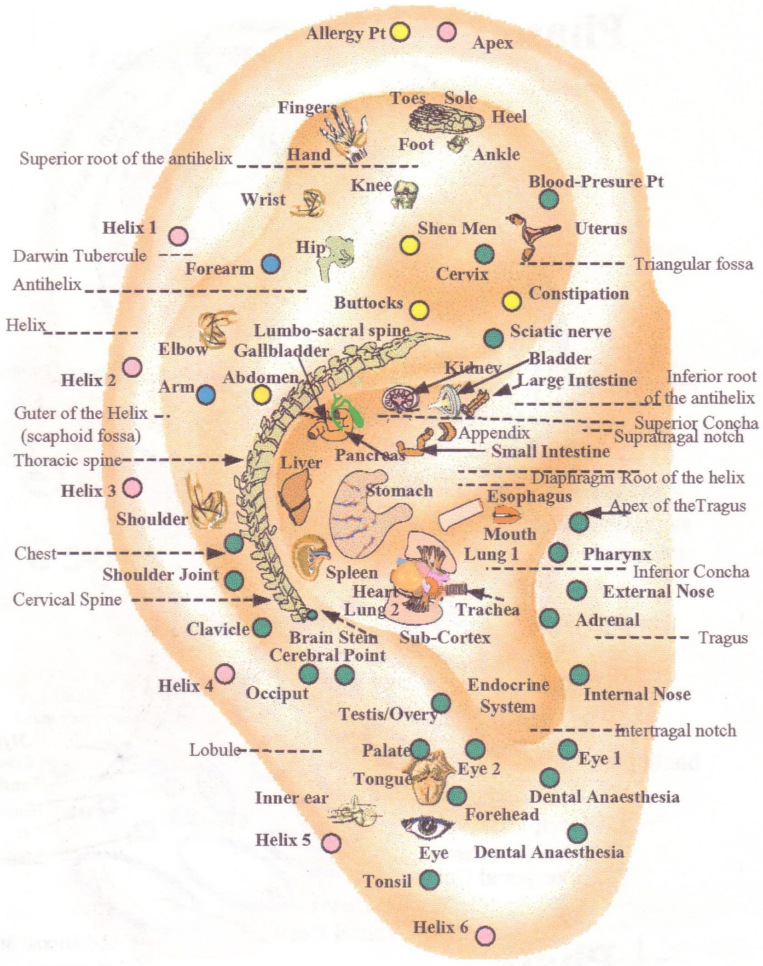 Allergy Pt
Apex
Toes Sole
Fingers
Heel
Foot
Ankle
Superior root of the antihelix
Hand
Knee
Blood-Presure Pt
Wrist
Helix 1
Shen Men
Uterus
Darwin Tubercule
Hip
Forearm
Cervix
Triangular fossa
Antihelix
Buttocks
Constipation
Helix
Lumbo-sacral spine
Sciatic nerve
Elbow
Gallbladder
Bladder
Kidney
Helix 2
Arm
Abdomen
Large Intestine
Inferior root
of the antihelix
Guter of the Helix
(scaphoid fossa)
Superior Concha
Appendix
Supratragal notch
Pancreas
Small Intestine
Thoracic spine
Liver
Diaphragm Root of the helix
Helix 3
Stomach
Esophagus
Apex of theTragus
Shoulder
Mouth
Chest
Lung 1
Pharynx
Shoulder Joint
Spleen
Inferior Concha
Heart
External Nose
Cervical Spine
Lung 2
Trachea
Adrenal
Clavicle
Brain Stem
Sub-Cortex
Tragus
Cerebral Point
Helix 4
Occiput
Endocrine
System
Internal Nose
Testis/Overy
Intertragal notch
Lobule
Palate
Eye 2
Eye 1
Tongue
Dental Anaesthesia
Inner ear
Forehead
Helix 5
Eye
Dental Anaesthesia
Tonsil
Helix 6